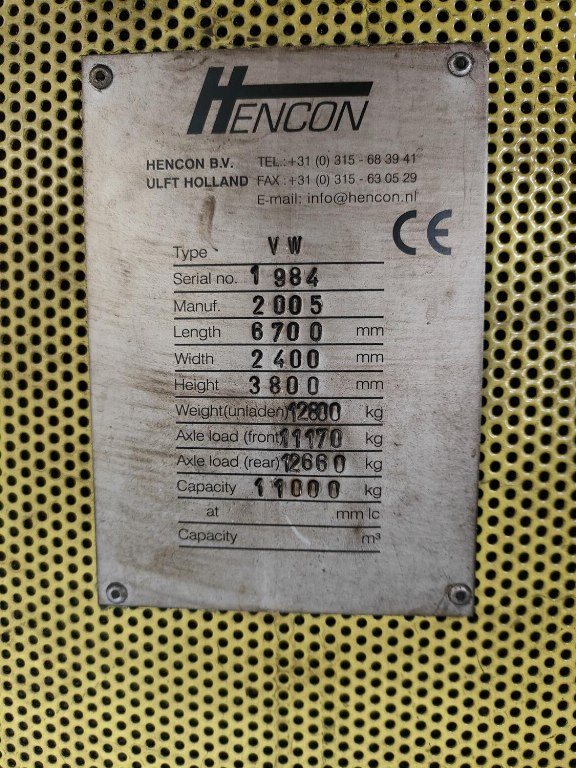 HENCON
HENCON B.V. TEL.: +31 (0) 315 - 68 39 41
ULFT HOLLAND FAX : +31 (0) 315 - 63 05 29
E-mail: info@hencon.nl
CE
Type VW
Serial no. 1984
Manuf. 2005
Length 6700 mm
Width 2400 mm
Height 3800 mm
Weight(unladen) 12800 kg
Axle load (front) 11170 kg
Axle load (rear) 12660 kg
Capacity 11000 kg
at mm lc
Capacity m³